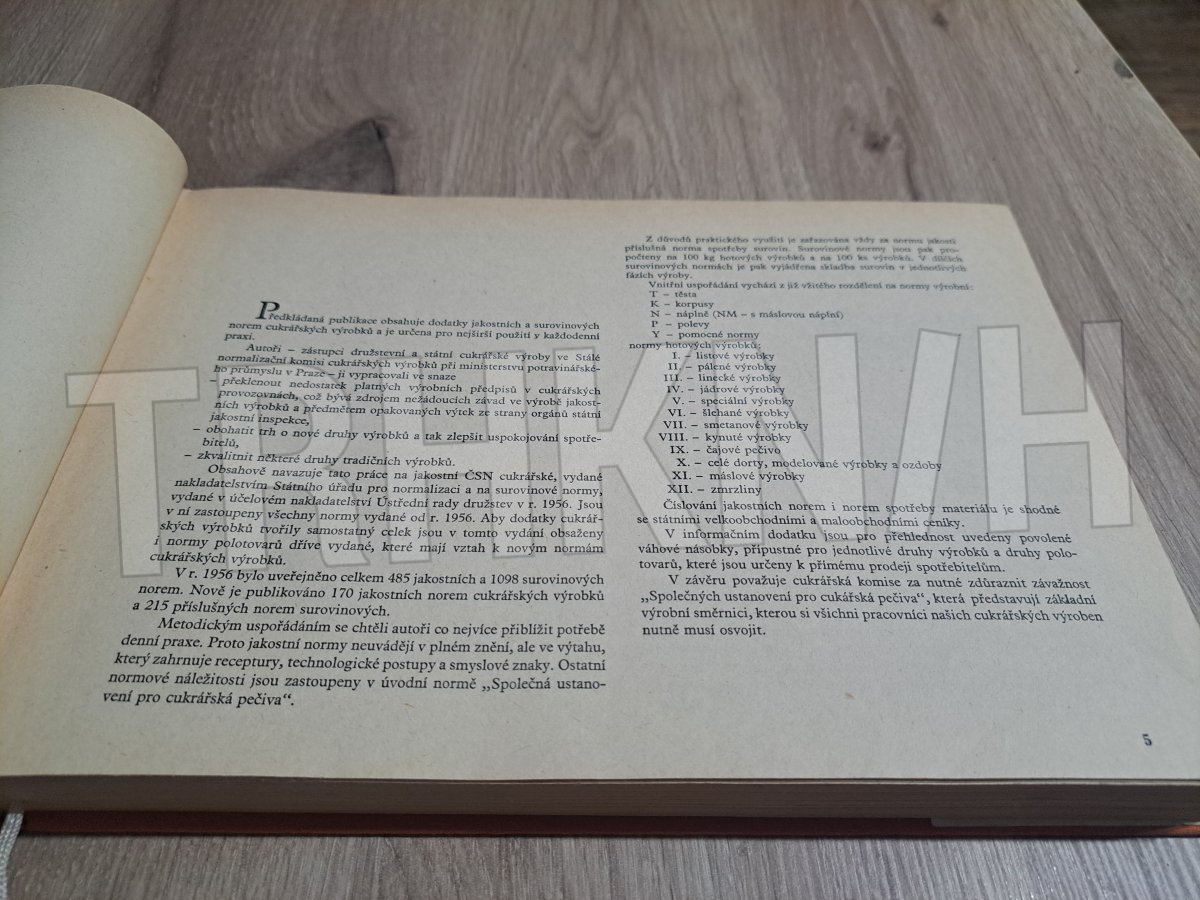 Předkládaná publikace obsahuje dodatky jakostních a surovinových
norem cukrářských výrobků a je určena pro nejširší použití v každodenní
praxi.
Autoři – zástupci družstevní a státní cukrářské výroby ve Stálé
normalizační komisi cukrářských výrobků při ministerstvu potravinářské-
ho průmyslu v Praze – ji vypracovali ve snaze
– překlenout nedostatek platných výrobních předpisů v cukrářských
provozovnách, což bývá zdrojem nežádoucích závad ve výrobě jakost-
ních výrobků a předmětem opakovaných výtek ze strany orgánů státní
jakostní inspekce,
– obohatit trh o nové druhy výrobků a tak zlepšit uspokojování spotře-
bitelů,
– zkvalitnit některé druhy tradičních výrobků.
Obsahově navazuje tato práce na jakostní ČSN cukrářské, vydané
nakladatelstvím Státního úřadu pro normalizaci a na surovinové normy,
vydané v účelovém nakladatelství Ústřední rady družstev v r. 1956. Jsou
v ní zastoupeny všechny normy vydané od r. 1956. Aby dodatky cukrář-
ských výrobků tvořily samostatný celek jsou v tomto vydání obsaženy
i normy polotovarů dříve vydané, které mají vztah k novým normám
cukrářských výrobků.
V r. 1956 bylo uveřejněno celkem 485 jakostních a 1098 surovinových
norem. Nově je publikováno 170 jakostních norem cukrářských výrobků
a 215 příslušných norem surovinových.
Metodickým uspořádáním se chtěli autoři co nejvíce přiblížit potřebě
denní praxe. Proto jakostní normy neuvádějí v plném znění, ale ve výtahu,
který zahrnuje receptury, technologické postupy a smyslové znaky. Ostatní
normové náležitosti jsou zastoupeny v úvodní normě „Společná ustano-
vení pro cukrářská pečiva“.
Z důvodů praktického využití je zařazována vždy za normu jakosti
příslušná norma spotřeby surovin. Surovinové normy jsou pak pro-
počteny na 100 kg hotových výrobků a na 100 ks výrobků. V dílčích
surovinových normách je pak vyjádřena skladba surovin v jednotlivých
fázích výroby.
Vnitřní uspořádání vychází z již vžitého rozdělení na normy výrobní:
T – těsta
K – korpusy
N – náplně (NM – s máslovou náplní)
P – polevy
Y – pomocné normy
normy hotových výrobků:
I. – listové výrobky
II. – pálené výrobky
III. – linecké výrobky
IV. – jádrové výrobky
V. – speciální výrobky
VI. – šlehané výrobky
VII. – smetanové výrobky
VIII. – kynuté výrobky
IX. – čajové pečivo
X. – celé dorty, modelované výrobky a ozdoby
XI. – máslové výrobky
XII. – zmrzliny
Číslování jakostních norem i norem spotřeby materiálu je shodné
se státními velkoobchodními a maloobchodními ceníky.
V informačním dodatku jsou pro přehlednost uvedeny povolené
váhové násobky, přípustné pro jednotlivé druhy výrobků a druhy polo-
tovarů, které jsou určeny k přímému prodeji spotřebitelům.
V závěru považuje cukrářská komise za nutné zdůraznit závažnost
„Společných ustanovení pro cukářská pečiva“, která představují základní
výrobní směrnici, kterou si všichni pracovníci našich cukrářských výroben
nutně musí osvojit.
5